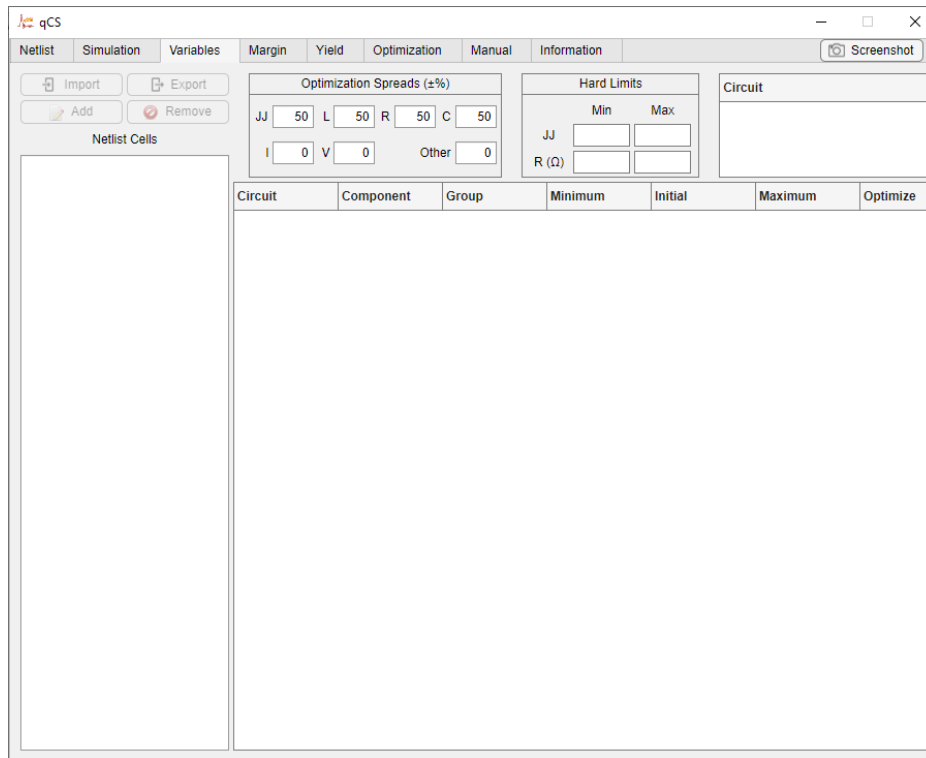 qCS
Netlist Simulation Variables Margin Yield Optimization Manual Information Screenshot
Import Export
Add Remove
Netlist Cells
Optimization Spreads (±%)
JJ 50 L 50 R 50 C 50
I 0 V 0 Other 0
Hard Limits
Min Max
JJ
R (Ω)
Circuit
Circuit Component Group Minimum Initial Maximum Optimize